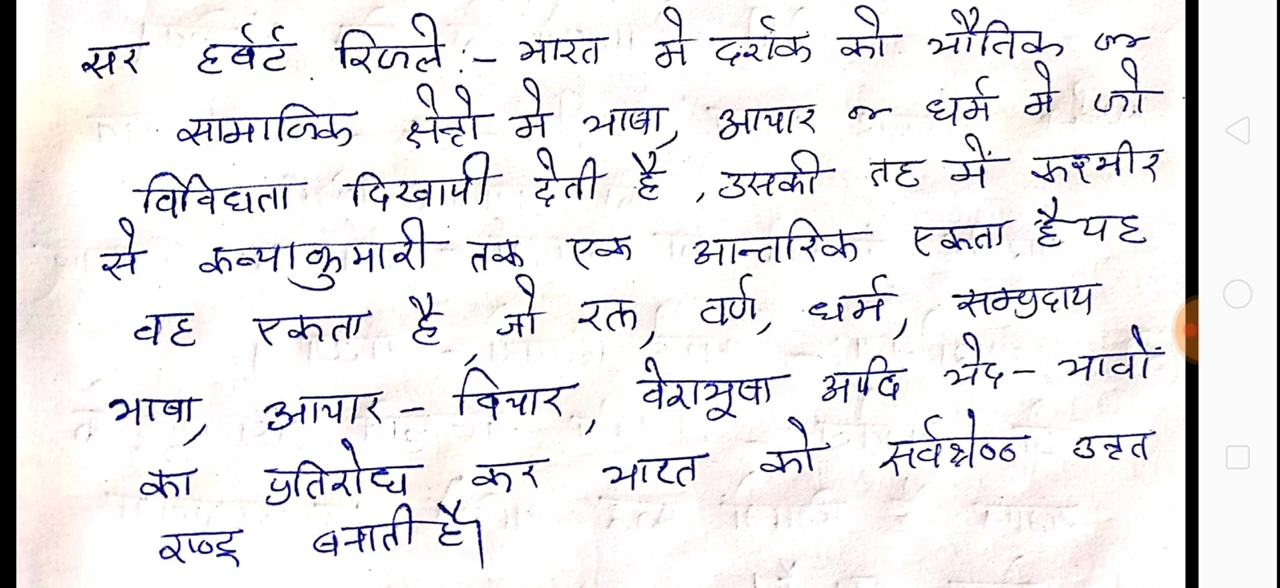 सर हर्बर्ट रिजले :- भारत मे दर्शक को भौतिक व
सामाजिक क्षेत्रो मे भाषा, आचार व धर्म मे जो
विविधता दिखायी देती है, उसकी तह में कश्मीर
से कन्याकुमारी तक एक आन्तरिक एकता है यह
वह एकता है, जो रक्त, वर्ण, धर्म, सम्प्रदाय
भाषा, आचार - विचार, वेशभूषा आदि भेद - भावों
का प्रतिरोध कर भारत को सर्वश्रेष्ठ उन्नत
राष्ट्र बनाती है।